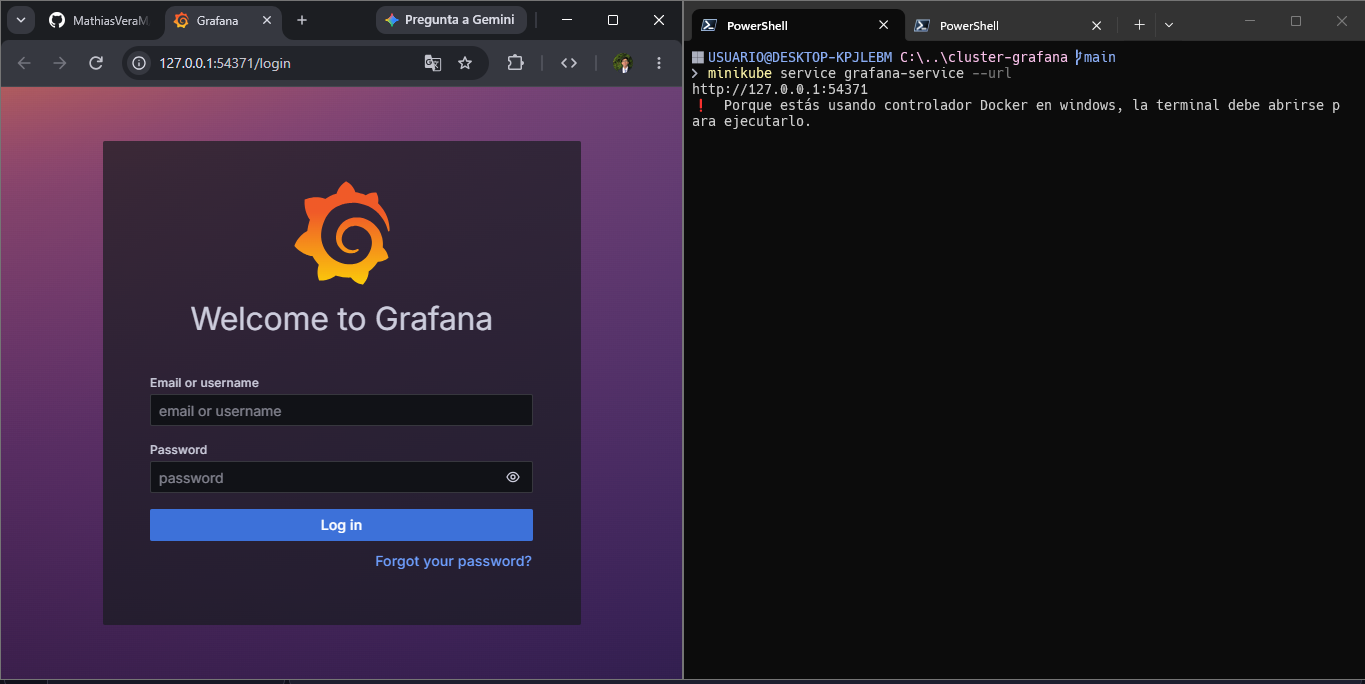 MathiasVeraM
Grafana
Pregunta a Gemini
127.0.0.1:54371/login
Welcome to Grafana
Email or username
email or username
Password
password
Log in
Forgot your password?
PowerShell
PowerShell
USUARIO@DESKTOP-KPJLEBM C:\..\cluster-grafana main
❯ minikube service grafana-service --url
http://127.0.0.1:54371
❗ Porque estás usando controlador Docker en windows, la terminal debe abrirse p
ara ejecutarlo.